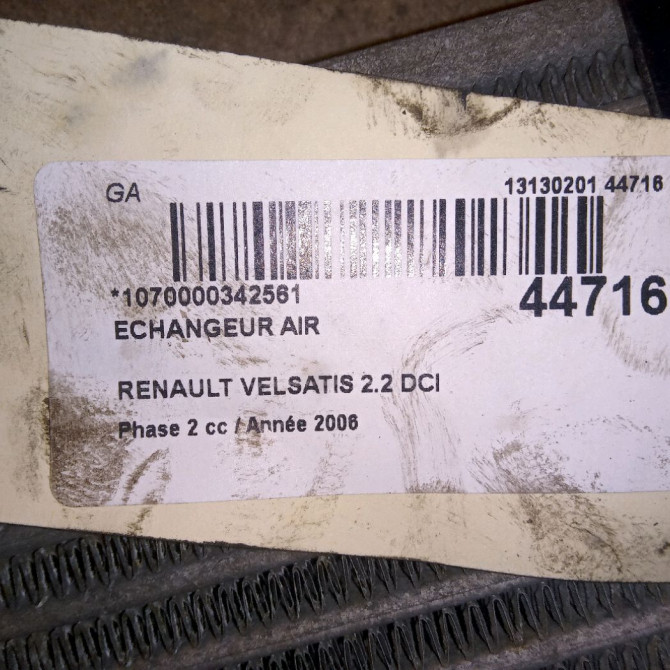 GA
13130201 44716
*1070000342561
44716
ECHANGEUR AIR
RENAULT VELSATIS 2.2 DCI
Phase 2 cc / Année 2006